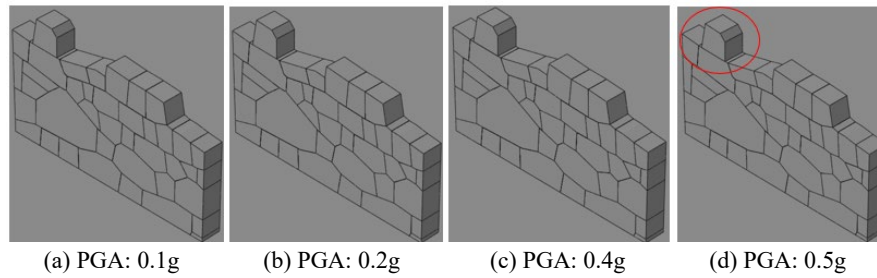 (a) PGA: 0.1g
(b) PGA: 0.2g
(c) PGA: 0.4g
(d) PGA: 0.5g